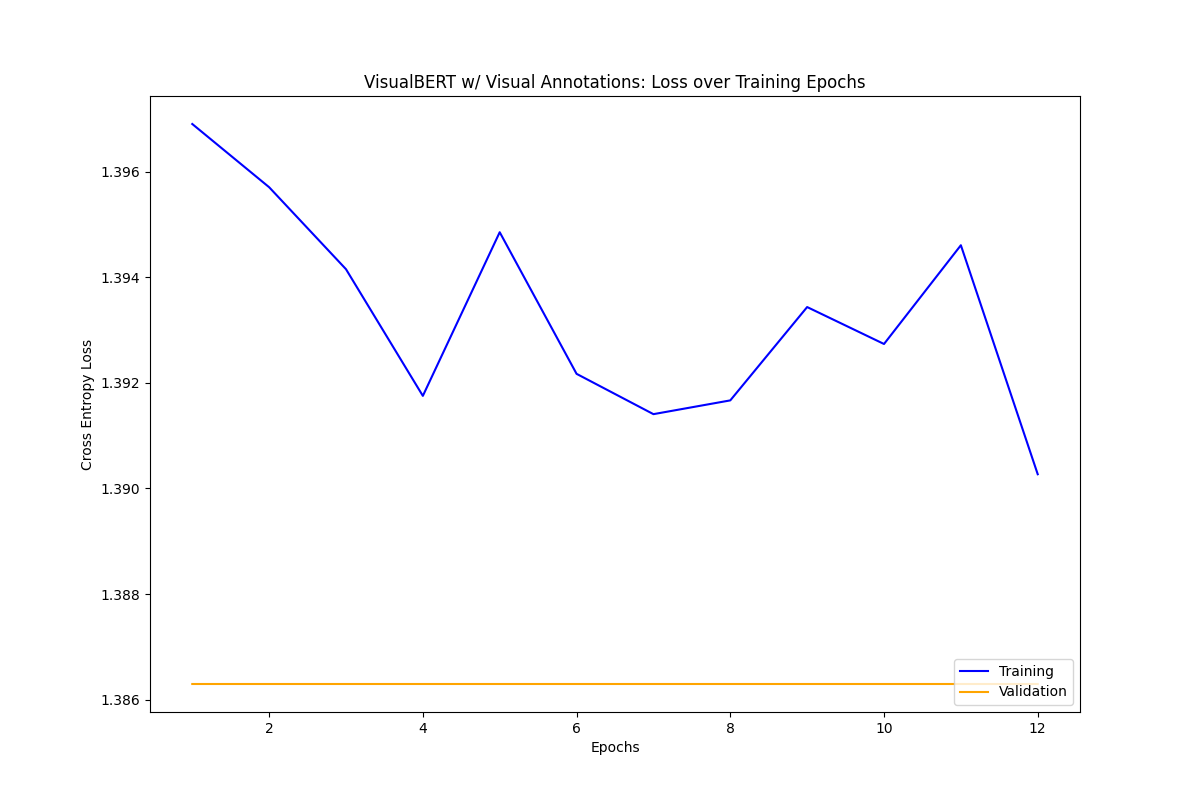 VisualBERT w/ Visual Annotations: Loss over Training Epochs
Cross Entropy Loss
1.396
1.394
1.392
1.390
1.388
1.386
2
4
6
8
10
12
Epochs
Training
Validation